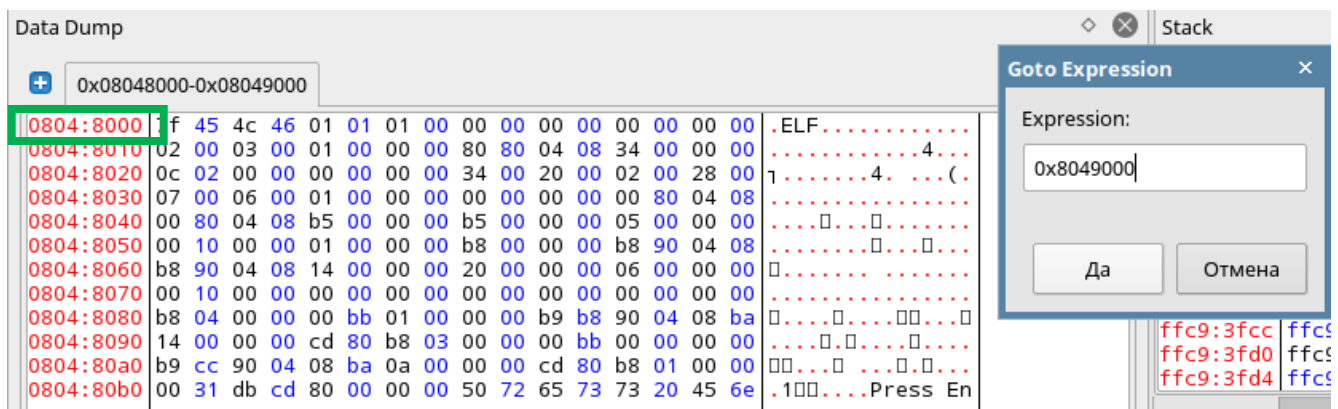 Data Dump
Stack
0x08048000-0x08049000
Goto Expression
Expression:
0x8049000
Да
Отмена
0804:8000 7f 45 4c 46 01 01 01 00 00 00 00 00 00 00 00 00 .ELF............
0804:8010 02 00 03 00 01 00 00 00 80 80 04 08 34 00 00 00 ............4...
0804:8020 0c 02 00 00 00 00 00 00 34 00 20 00 02 00 28 00 ┐.......4. ...(.
0804:8030 07 00 06 00 01 00 00 00 00 00 00 00 00 80 04 08 ................
0804:8040 00 80 04 08 b5 00 00 00 b5 00 00 00 05 00 00 00 ....▯...▯.......
0804:8050 00 10 00 00 01 00 00 00 b8 00 00 00 b8 90 04 08 ........▯...▯...
0804:8060 b8 90 04 08 14 00 00 00 20 00 00 00 06 00 00 00 ▯....... .......
0804:8070 00 10 00 00 00 00 00 00 00 00 00 00 00 00 00 00 ................
0804:8080 b8 04 00 00 00 bb 01 00 00 00 b9 b8 90 04 08 ba ▯....▯....▯▯...▯
0804:8090 14 00 00 00 cd 80 b8 03 00 00 00 bb 00 00 00 00 ....▯.▯....▯....
0804:80a0 b9 cc 90 04 08 ba 0a 00 00 00 cd 80 b8 01 00 00 ▯▯...▯ ...▯.▯...
0804:80b0 00 31 db cd 80 00 00 00 50 72 65 73 73 20 45 6e .1▯▯....Press En
ffc9:3fcc ffc9
ffc9:3fd0 ffc9
ffc9:3fd4 ffc9